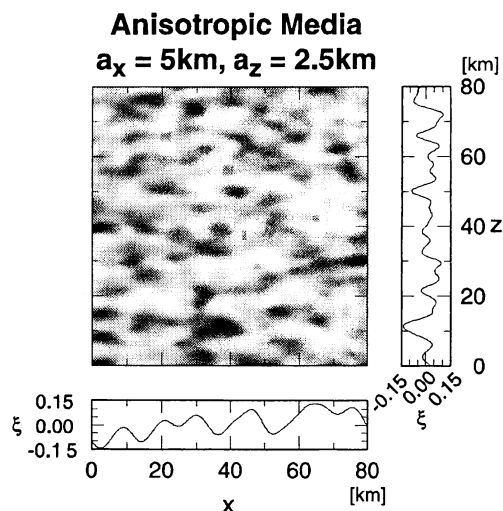 Anisotropic Media
aₓ = 5km, a_z = 2.5km
[km]
80
60
40
z
20
0
-0.15 0.00 0.15
ξ
0.15
ξ 0.00
-0.15
0 20 40 60 80
x [km]